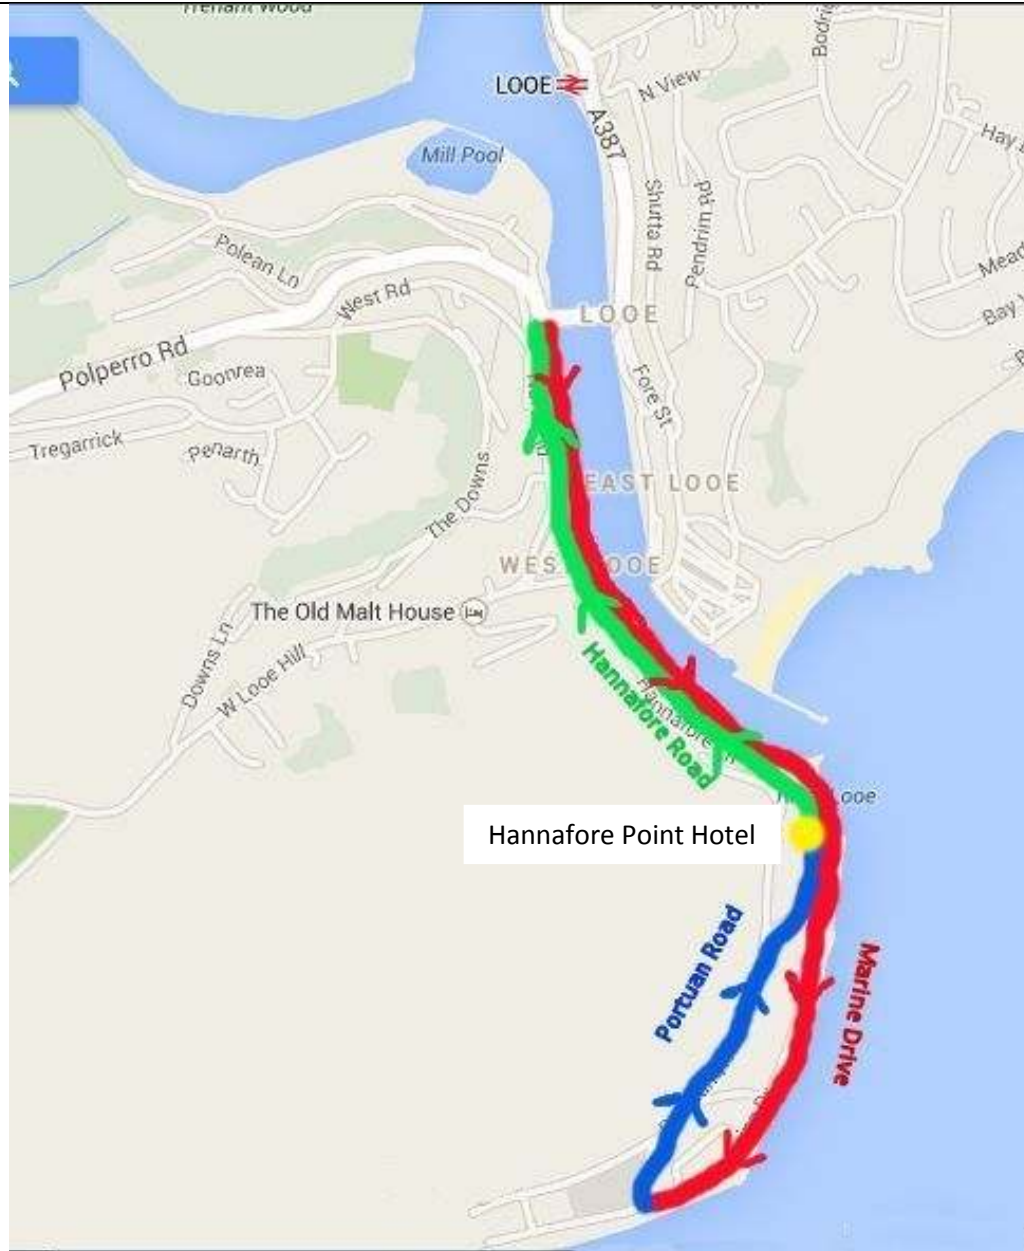 Trenant Wood
LOOE
N View
A387
Mill Pool
Hay
Shutta Rd
Pendrim Rd
Polean Ln
West Rd
LOOE
Bay
Polperro Rd
Goonrea
Fore St
Tregarrick
Penarth
The Downs
EAST LOOE
The Old Malt House
Downs Ln
W Looe Hill
Hannafore
Hannafore Road
Looe
Hannafore Point Hotel
Portuan Road
Marine Drive